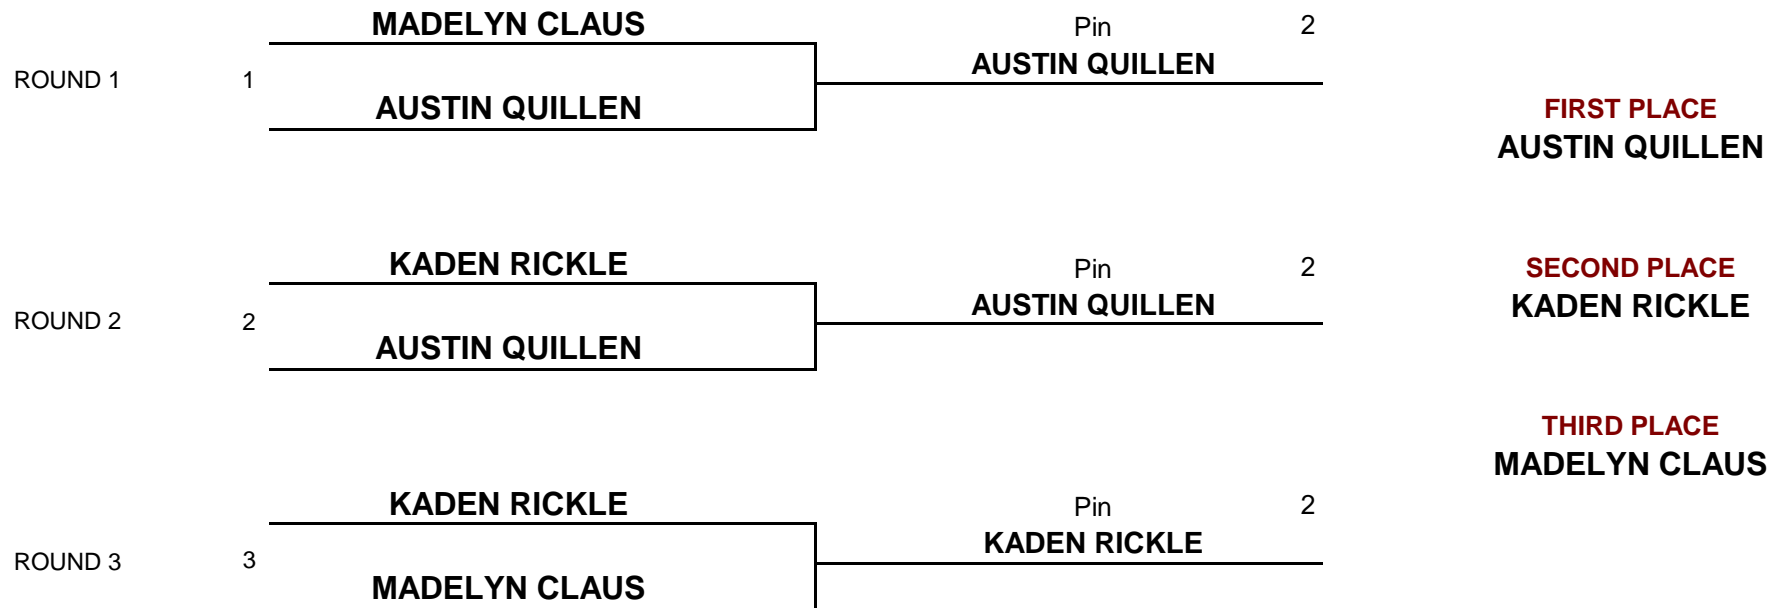 MADELYN CLAUS
Pin 2
AUSTIN QUILLEN
ROUND 1 1
AUSTIN QUILLEN
FIRST PLACE
AUSTIN QUILLEN
KADEN RICKLE
Pin 2
SECOND PLACE
AUSTIN QUILLEN
KADEN RICKLE
ROUND 2 2
AUSTIN QUILLEN
THIRD PLACE
MADELYN CLAUS
KADEN RICKLE
Pin 2
KADEN RICKLE
ROUND 3 3
MADELYN CLAUS